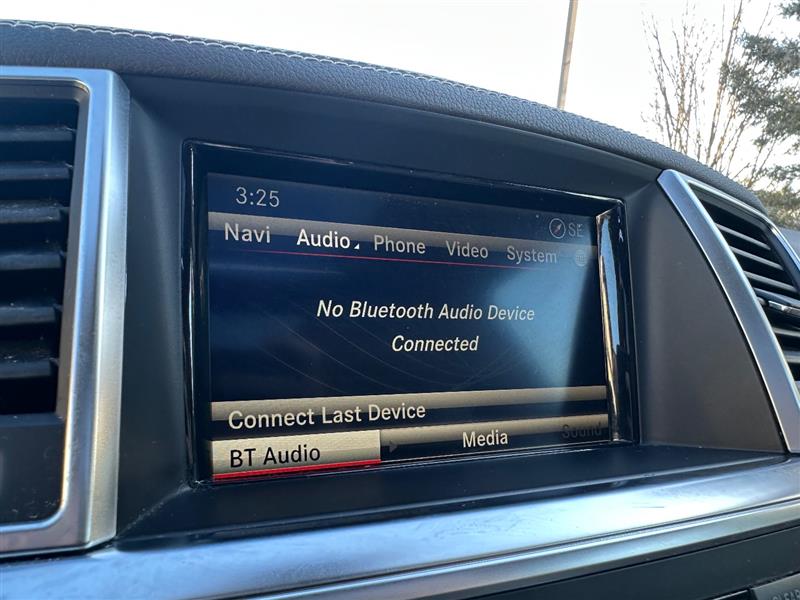 3:25
SE
Navi Audio Phone Video System
No Bluetooth Audio Device
Connected
Connect Last Device
BT Audio Media Sound